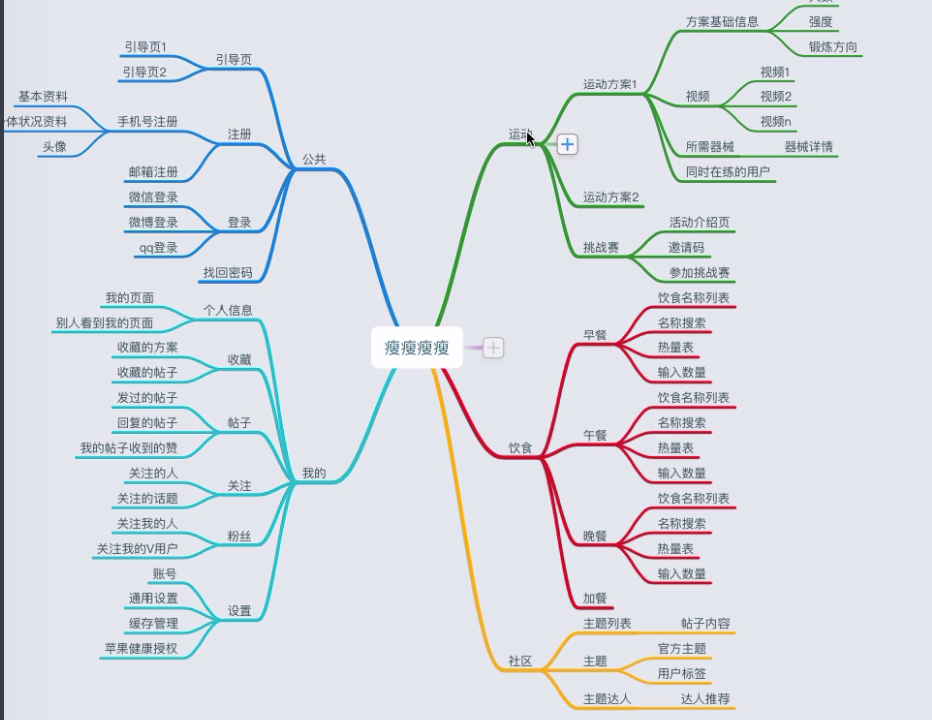 瘦瘦瘦瘦
公共
引导页
引导页1
引导页2
注册
手机号注册
基本资料
体状况资料
头像
邮箱注册
登录
微信登录
微博登录
qq登录
找回密码
我的
个人信息
我的页面
别人看到我的页面
收藏
收藏的方案
收藏的帖子
帖子
发过的帖子
回复的帖子
我的帖子收到的赞
关注
关注的人
关注的话题
粉丝
关注我的人
关注我的V用户
设置
账号
通用设置
缓存管理
苹果健康授权
运动
运动方案1
方案基础信息
强度
锻炼方向
视频
视频1
视频2
视频n
所需器械
器械详情
同时在练的用户
运动方案2
挑战赛
活动介绍页
邀请码
参加挑战赛
饮食
早餐
饮食名称列表
名称搜索
热量表
输入数量
午餐
饮食名称列表
名称搜索
热量表
输入数量
晚餐
饮食名称列表
名称搜索
热量表
输入数量
加餐
社区
主题列表
帖子内容
主题
官方主题
用户标签
主题达人
达人推荐